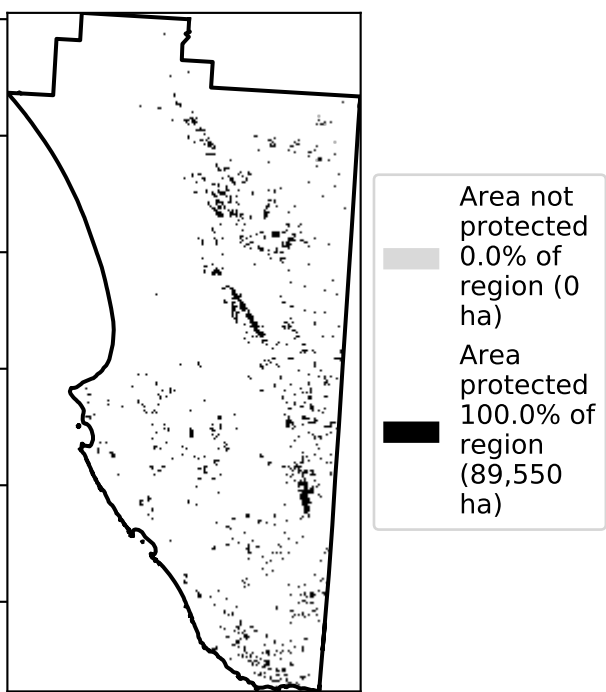 Area not
protected
0.0% of
region (0
ha)
Area
protected
100.0% of
region
(89,550
ha)